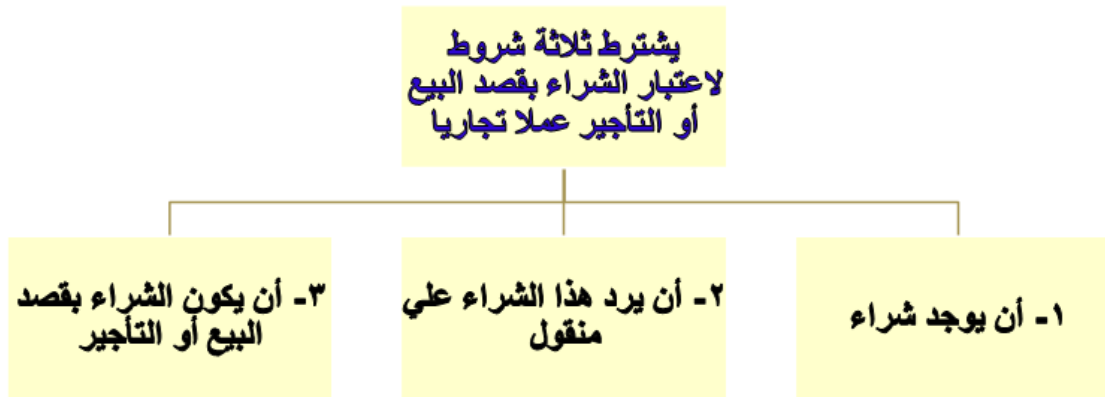 يشترط ثلاثة شروط
لاعتبار الشراء بقصد البيع
أو التأجير عملا تجاريا
١- أن يوجد شراء
٢- أن يرد هذا الشراء علي
منقول
٣- أن يكون الشراء بقصد
البيع أو التأجير